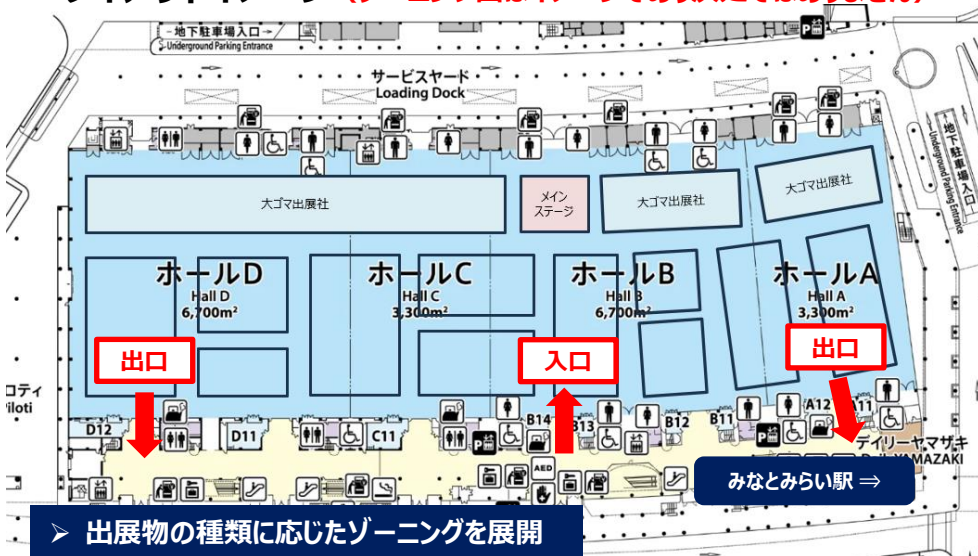 -地下駐車場入口→
Underground Parking Entrance
P
サービスヤード
Loading Dock
地下駐車場入口
Underground Parking Entrance
大ゴマ出展社
メイン
ステージ
大ゴマ出展社
大ゴマ出展社
ホールD
Hall D
6,700m²
ホールC
Hall C
3,300m²
ホールB
Hall B
6,700m²
ホールA
Hall A
3,300m²
出口
入口
出口
ロティ
iloti
D12
D11
C11
B14
B13
B12
B11
A12
A11
P
P
AED
デイリーヤマザキ
YAMAZAKI
みなとみらい駅 ⇒
➢ 出展物の種類に応じたゾーニングを展開